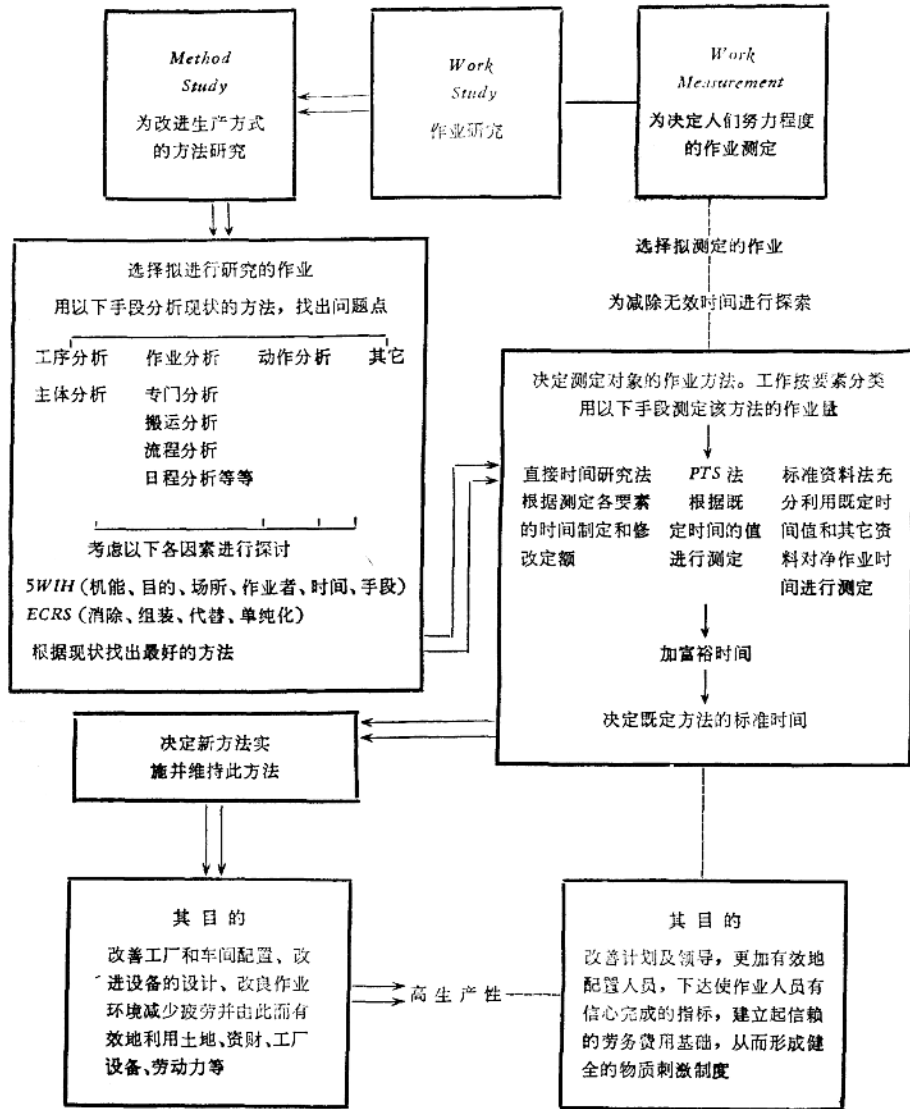 Method
Study
为改进生产方式
的方法研究
Work
Study
作业研究
Work
Measurement
为决定人们努力程度
的作业测定
选择拟进行研究的作业
用以下手段分析现状的方法，找出问题点
工序分析 作业分析 动作分析 其它
主体分析 专门分析
搬运分析
流程分析
日程分析等等
考虑以下各因素进行探讨
5WIH (机能、目的、场所、作业者、时间、手段)
ECRS (消除、组装、代替、单纯化)
根据现状找出最好的方法
选择拟测定的作业
为减除无效时间进行探索
决定测定对象的作业方法。工作按要素分类
用以下手段测定该方法的作业量
直接时间研究法
根据测定各要素
的时间制定和修
改定额
PTS 法
根据既
定时间的值
进行测定
标准资料法充
分利用既定时
间值和其它资
料对净作业时
间进行测定
加富裕时间
决定既定方法的标准时间
决定新方法实
施并维持此方法
其目的
改善工厂和车间配置、改
进设备的设计、改良作业
环境减少疲劳并由此而有
效地利用土地、资财、工厂
设备、劳动力等
高生产性
其目的
改善计划及领导，更加有效地
配置人员，下达使作业人员有
信心完成的指标，建立起信赖
的劳务费用基础，从而形成健
全的物质刺激制度